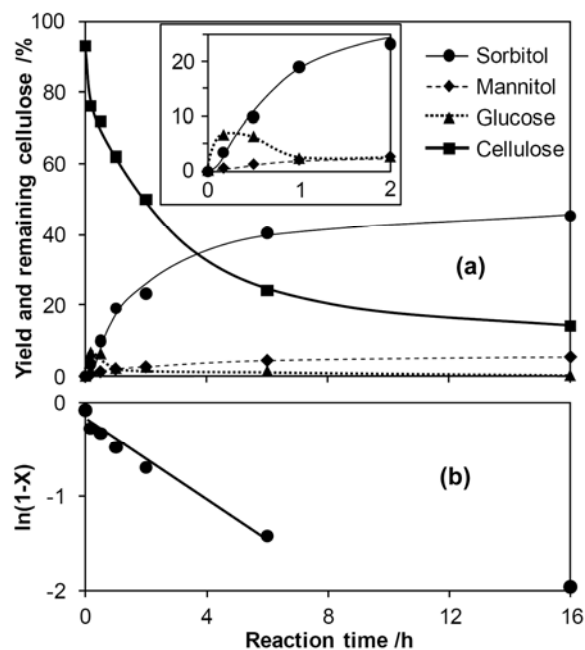 Yield and remaining cellulose /%
100
80
60
40
20
0
20
10
0
0 1 2
Sorbitol
Mannitol
Glucose
Cellulose
(a)
ln(1-X)
0
-1
-2
(b)
0 4 8 12 16
Reaction time /h